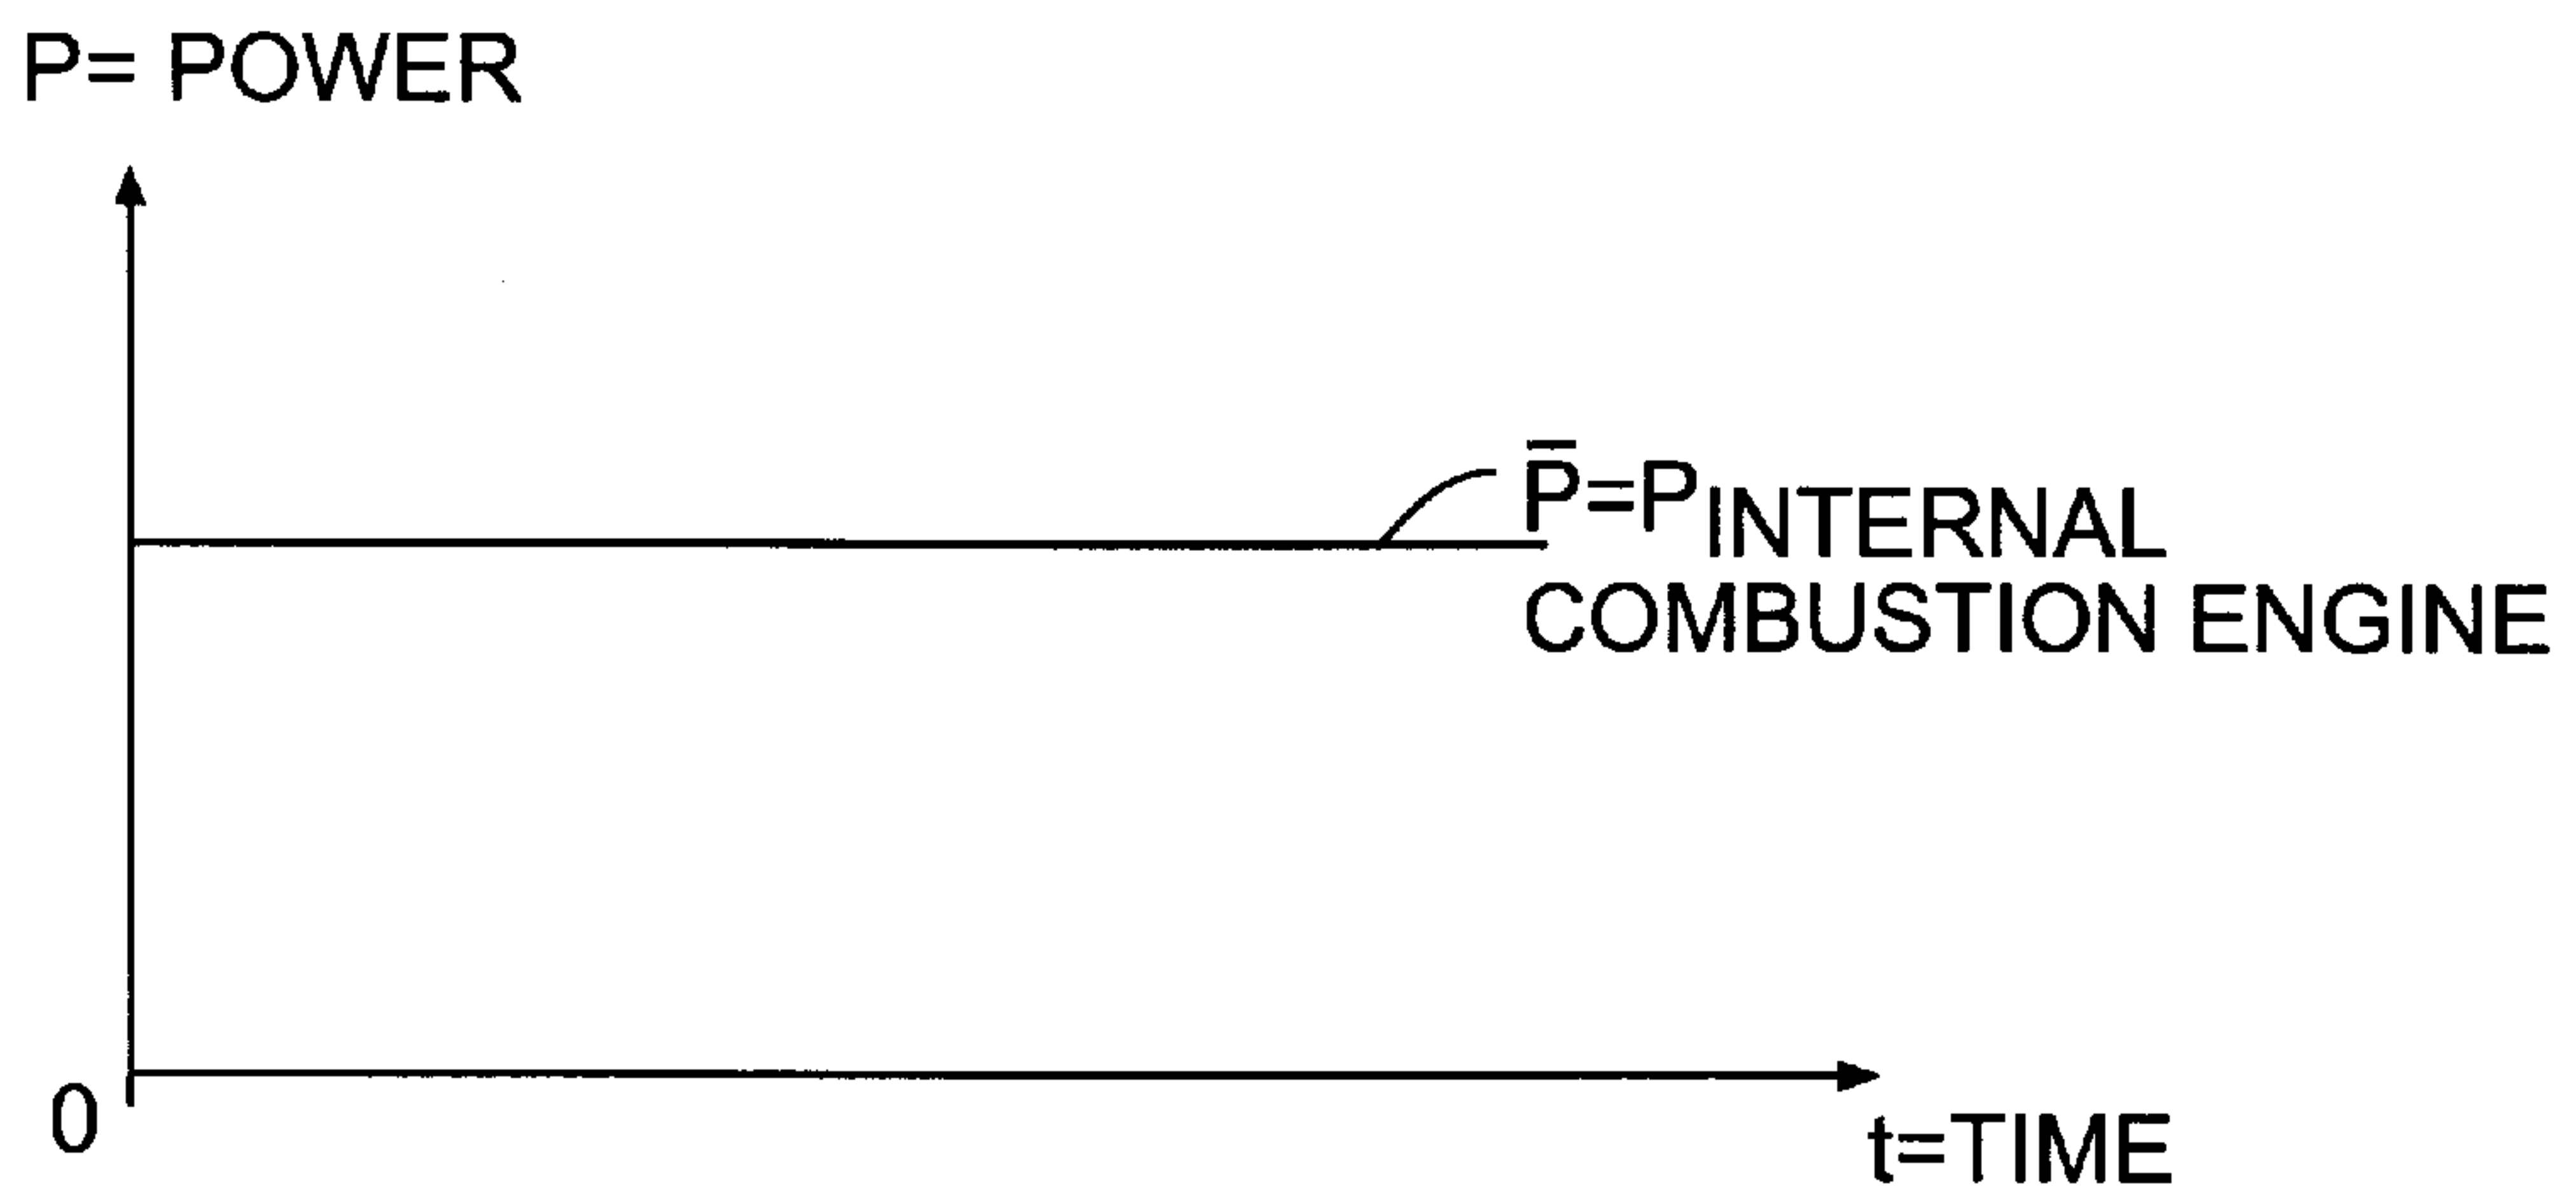 P= POWER
P̅=PINTERNAL
COMBUSTION ENGINE
0
t=TIME